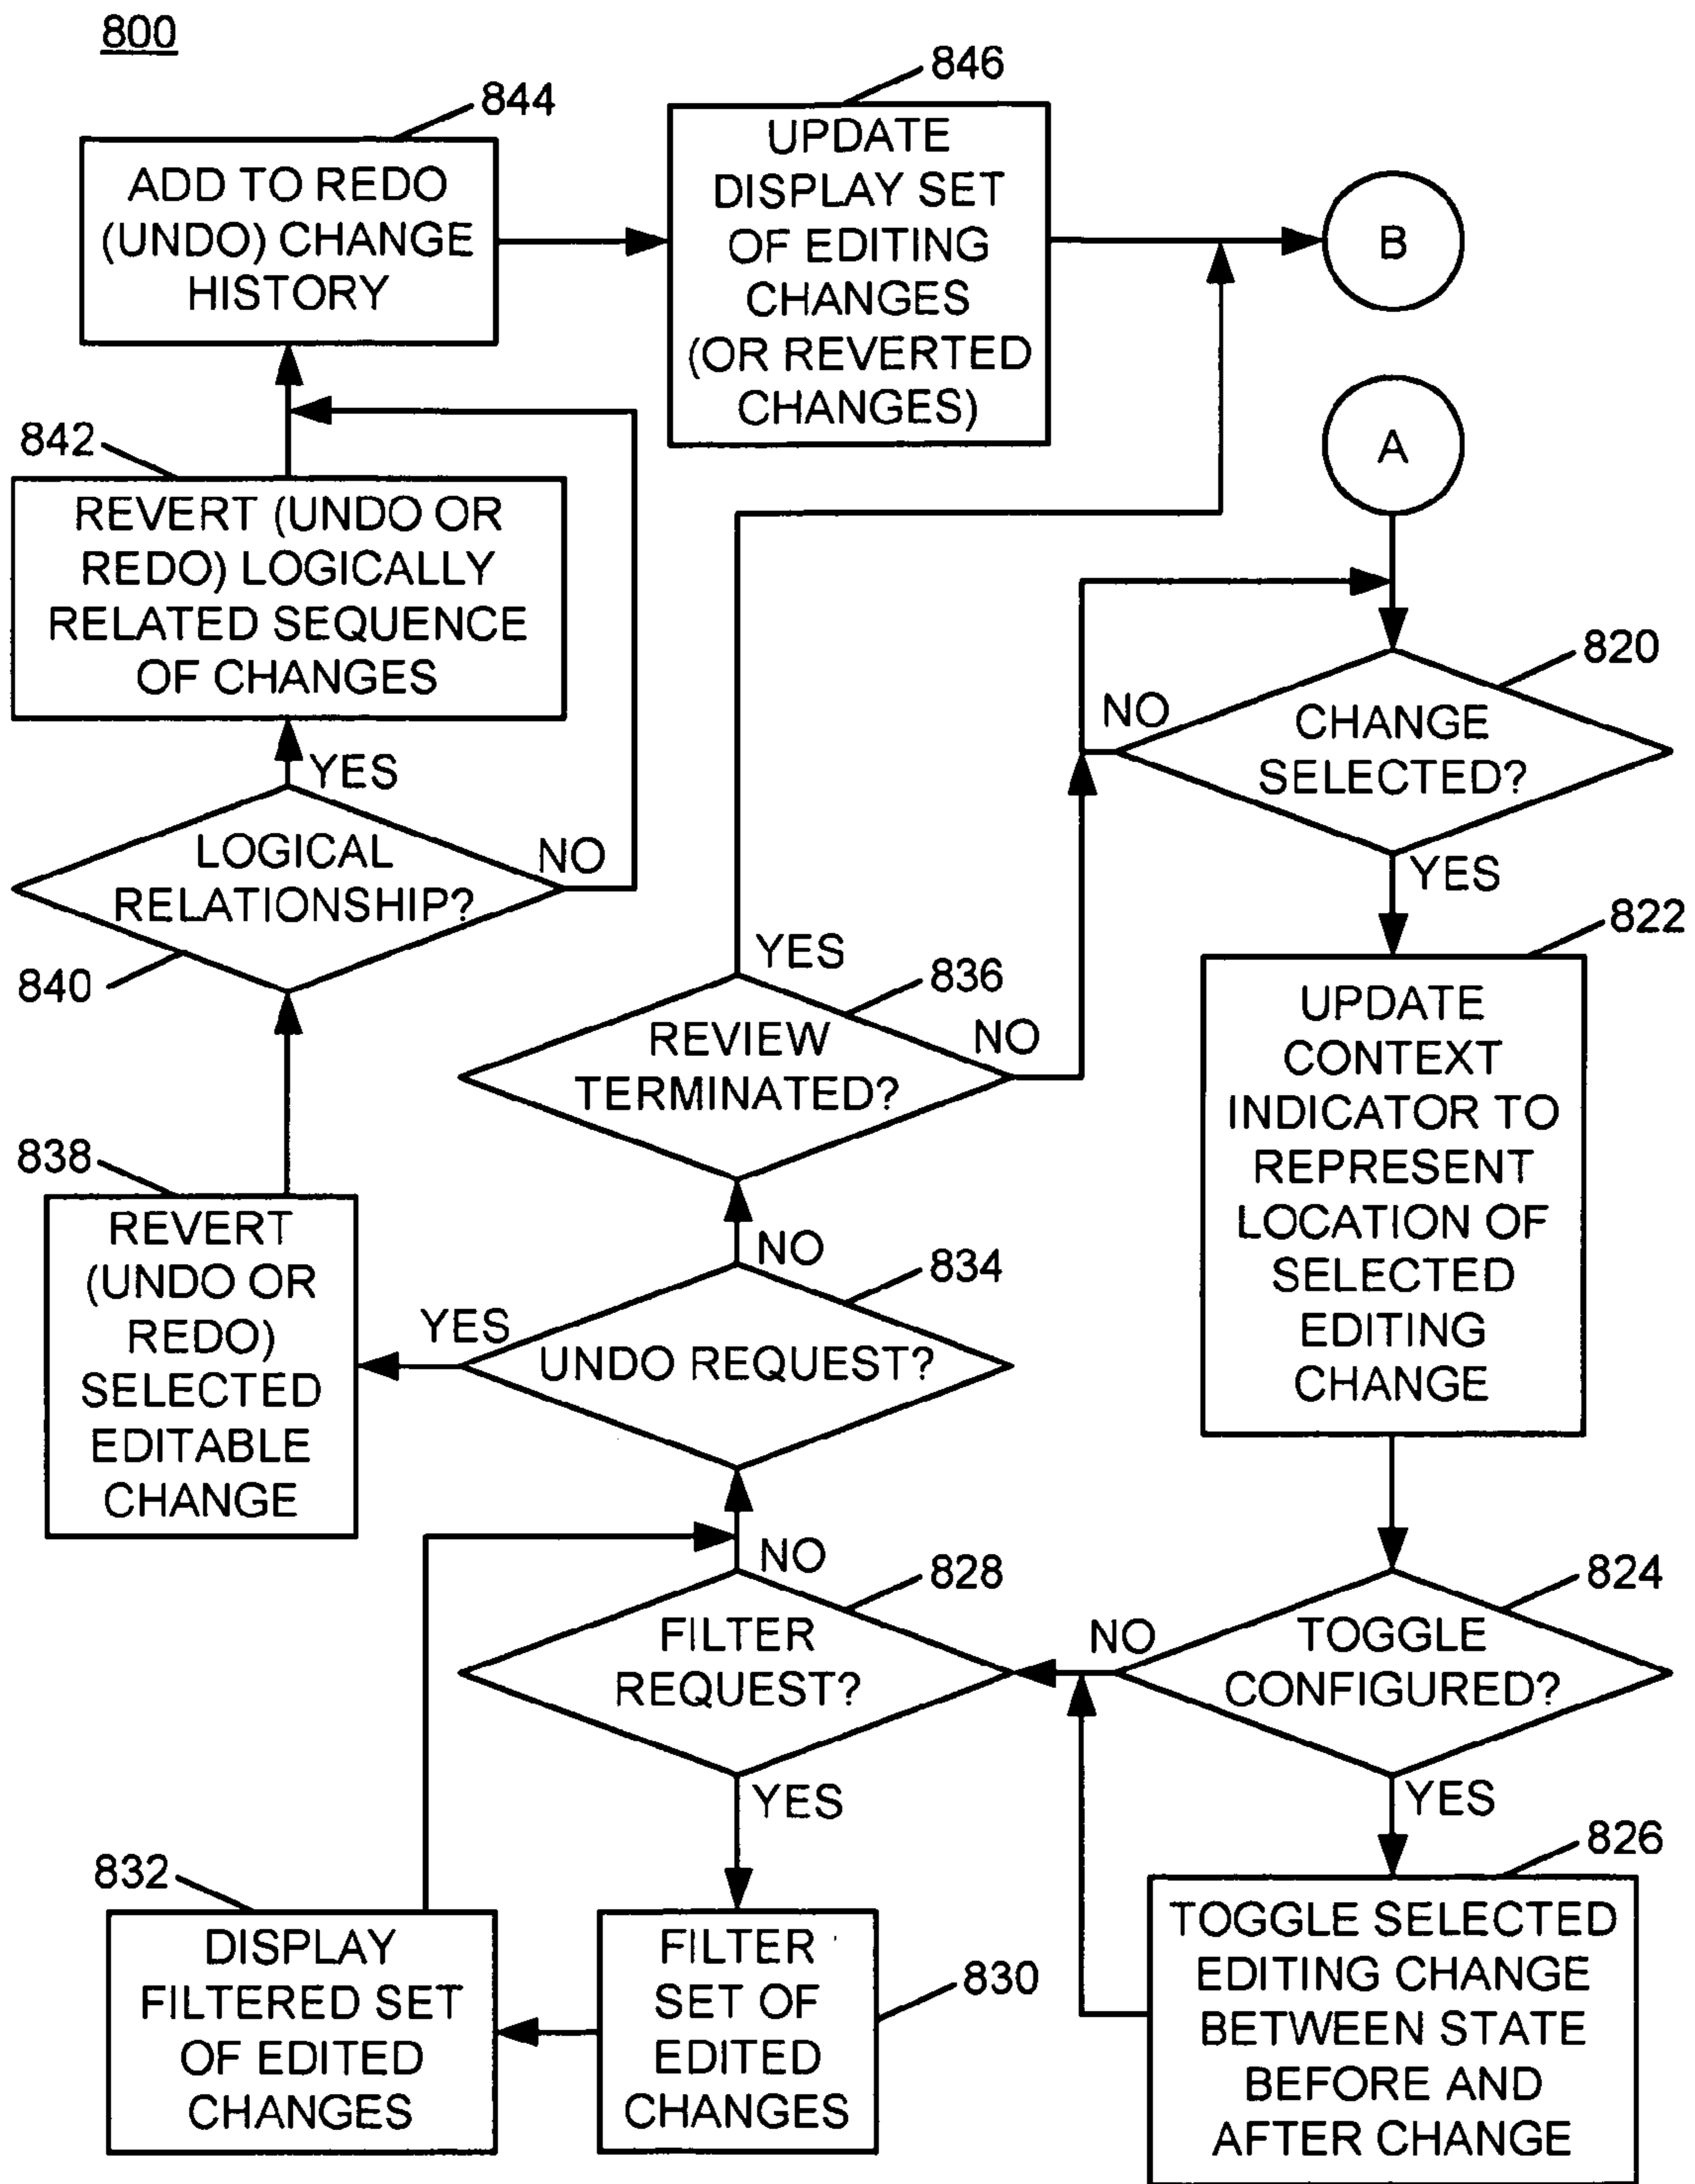 800
844
ADD TO REDO
(UNDO) CHANGE
HISTORY
846
UPDATE
DISPLAY SET
OF EDITING
CHANGES
(OR REVERTED
CHANGES)
B
A
842
REVERT (UNDO OR
REDO) LOGICALLY
RELATED SEQUENCE
OF CHANGES
820
NO
CHANGE
SELECTED?
YES
YES
LOGICAL
RELATIONSHIP?
NO
840
822
UPDATE
CONTEXT
INDICATOR TO
REPRESENT
LOCATION OF
SELECTED
EDITING
CHANGE
YES
836
REVIEW
TERMINATED?
NO
838
REVERT
(UNDO OR
REDO)
SELECTED
EDITABLE
CHANGE
NO
834
YES
UNDO REQUEST?
NO
828
FILTER
REQUEST?
YES
824
NO
TOGGLE
CONFIGURED?
YES
826
TOGGLE SELECTED
EDITING CHANGE
BETWEEN STATE
BEFORE AND
AFTER CHANGE
832
DISPLAY
FILTERED SET
OF EDITED
CHANGES
FILTER
SET OF
EDITED
CHANGES
830